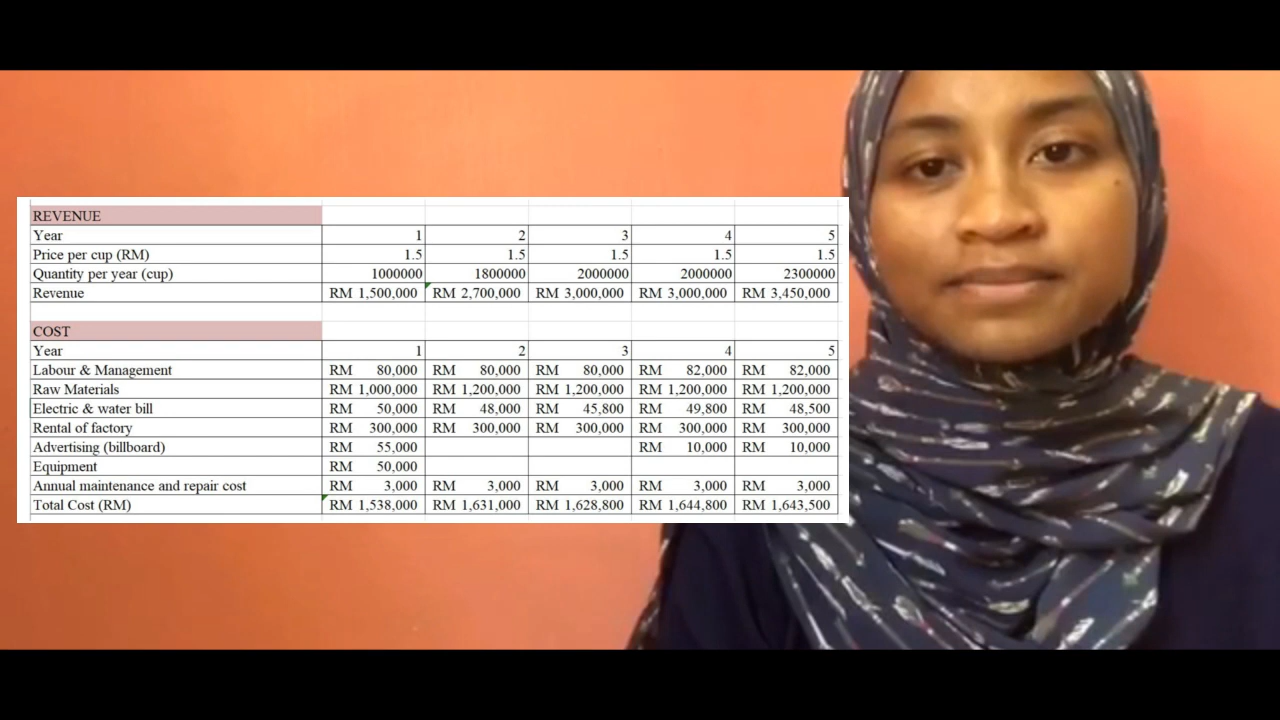 REVENUE
Year 1 2 3 4 5
Price per cup (RM) 1.5 1.5 1.5 1.5 1.5
Quantity per year (cup) 1000000 1800000 2000000 2000000 2300000
Revenue RM 1,500,000 RM 2,700,000 RM 3,000,000 RM 3,000,000 RM 3,450,000
COST
Year 1 2 3 4 5
Labour & Management RM 80,000 RM 80,000 RM 80,000 RM 82,000 RM 82,000
Raw Materials RM 1,000,000 RM 1,200,000 RM 1,200,000 RM 1,200,000 RM 1,200,000
Electric & water bill RM 50,000 RM 48,000 RM 45,800 RM 49,800 RM 48,500
Rental of factory RM 300,000 RM 300,000 RM 300,000 RM 300,000 RM 300,000
Advertising (billboard) RM 55,000 RM 10,000 RM 10,000
Equipment RM 50,000
Annual maintenance and repair cost RM 3,000 RM 3,000 RM 3,000 RM 3,000 RM 3,000
Total Cost (RM) RM 1,538,000 RM 1,631,000 RM 1,628,800 RM 1,644,800 RM 1,643,500